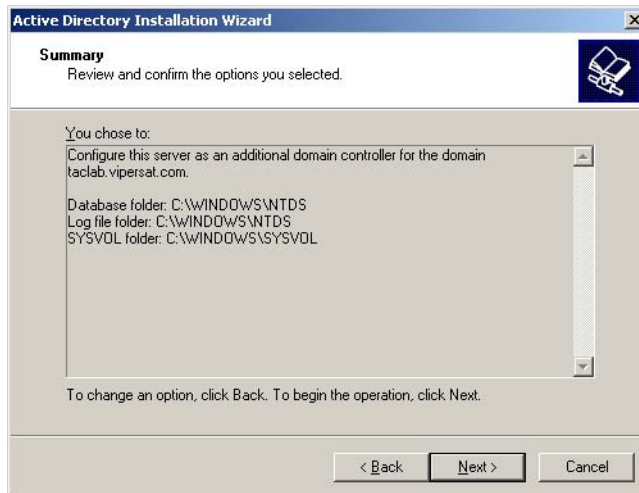 Active Directory Installation Wizard
Summary
Review and confirm the options you selected.
You chose to:
Configure this server as an additional domain controller for the domain
taclab.vipersat.com.
Database folder: C:\WINDOWS\NTDS
Log file folder: C:\WINDOWS\NTDS
SYSVOL folder: C:\WINDOWS\SYSVOL
To change an option, click Back. To begin the operation, click Next.
< Back
Next >
Cancel